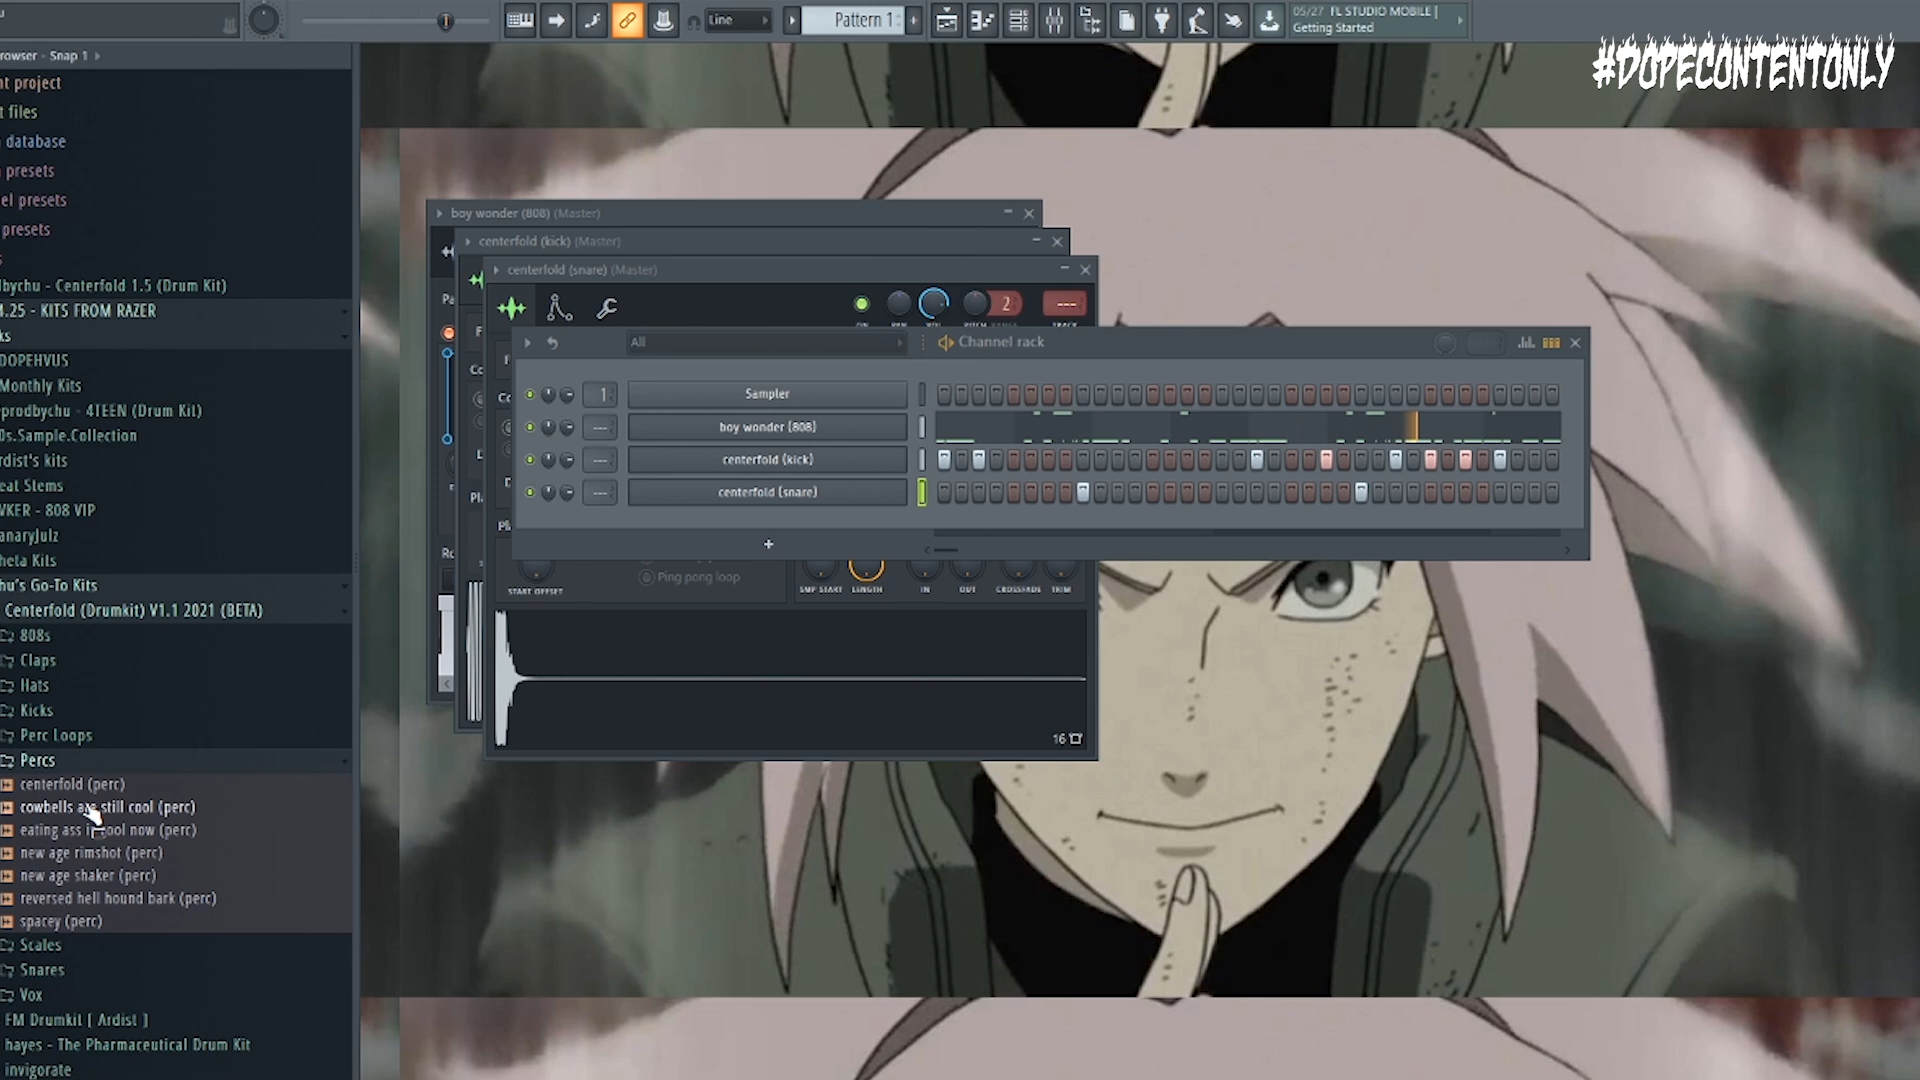 Line
Pattern 1
05/27 FL STUDIO MOBILE |
Getting Started
#DOPECONTENTONLY
rowser - Snap 1
nt project
t files
database
presets
el presets
presets
s
lbychu - Centerfold 1.5 (Drum Kit)
M.25 - KITS FROM RAZER
ks
DOPEHVUS
Monthly Kits
prodbychu - 4TEEN (Drum Kit)
0s.Sample.Collection
rdist's kits
eat Stems
VKER - 808 VIP
anaryJulz
heta Kits
hu's Go-To Kits
Centerfold (Drumkit) V1.1 2021 (BETA)
808s
Claps
Hats
Kicks
Perc Loops
Percs
centerfold (perc)
cowbells are still cool (perc)
eating ass is cool now (perc)
new age rimshot (perc)
new age shaker (perc)
reversed hell hound bark (perc)
spacey (perc)
Scales
Snares
Vox
FM Drumkit [ Ardist ]
hayes - The Pharmaceutical Drum Kit
invigorate
boy wonder (808) (Master)
centerfold (kick) (Master)
centerfold (snare) (Master)
2
---
All
Channel rack
1
Sampler
---
boy wonder (808)
---
centerfold (kick)
---
centerfold (snare)
+
Ping pong loop
START OFFSET
SMP START
LENGTH
IN
OUT
CROSSFADE
TRIM
16